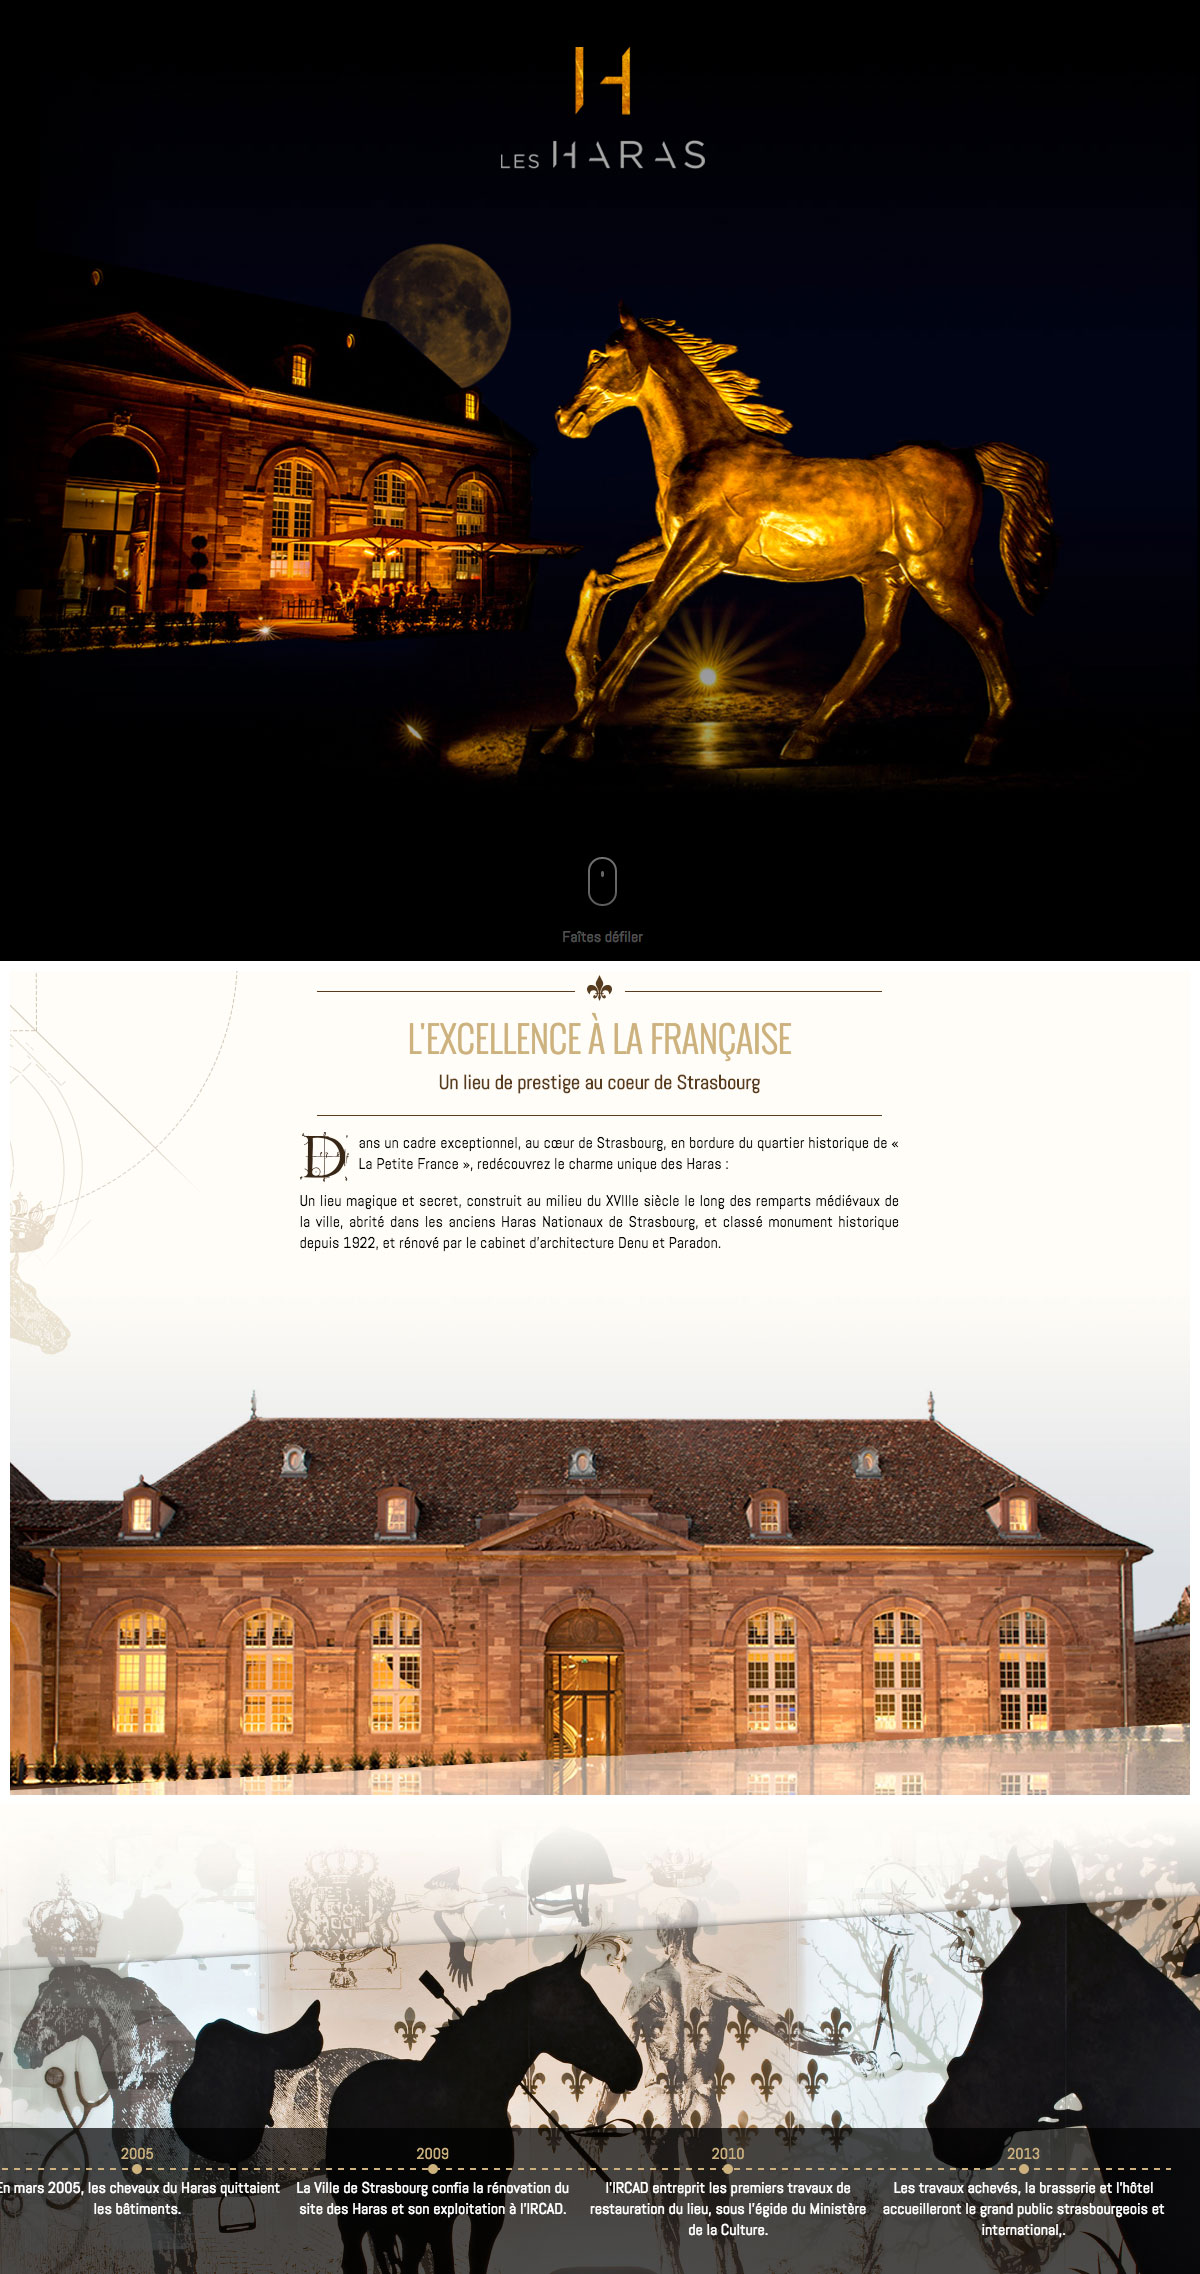 H
LES HARAS
Faîtes défiler
L'EXCELLENCE À LA FRANÇAISE
Un lieu de prestige au coeur de Strasbourg
Dans un cadre exceptionnel, au cœur de Strasbourg, en bordure du quartier historique de «
La Petite France », redécouvrez le charme unique des Haras :
Un lieu magique et secret, construit au milieu du XVIIIe siècle le long des remparts médiévaux de
la ville, abrité dans les anciens Haras Nationaux de Strasbourg, et classé monument historique
depuis 1922, et rénové par le cabinet d'architecture Denu et Paradon.
2005
En mars 2005, les chevaux du Haras quittaient
les bâtiments.
2009
La Ville de Strasbourg confia la rénovation du
site des Haras et son exploitation à l'IRCAD.
2010
l'IRCAD entreprit les premiers travaux de
restauration du lieu, sous l'égide du Ministère
de la Culture.
2013
Les travaux achevés, la brasserie et l'hôtel
accueilleront le grand public strasbourgeois et
international,.